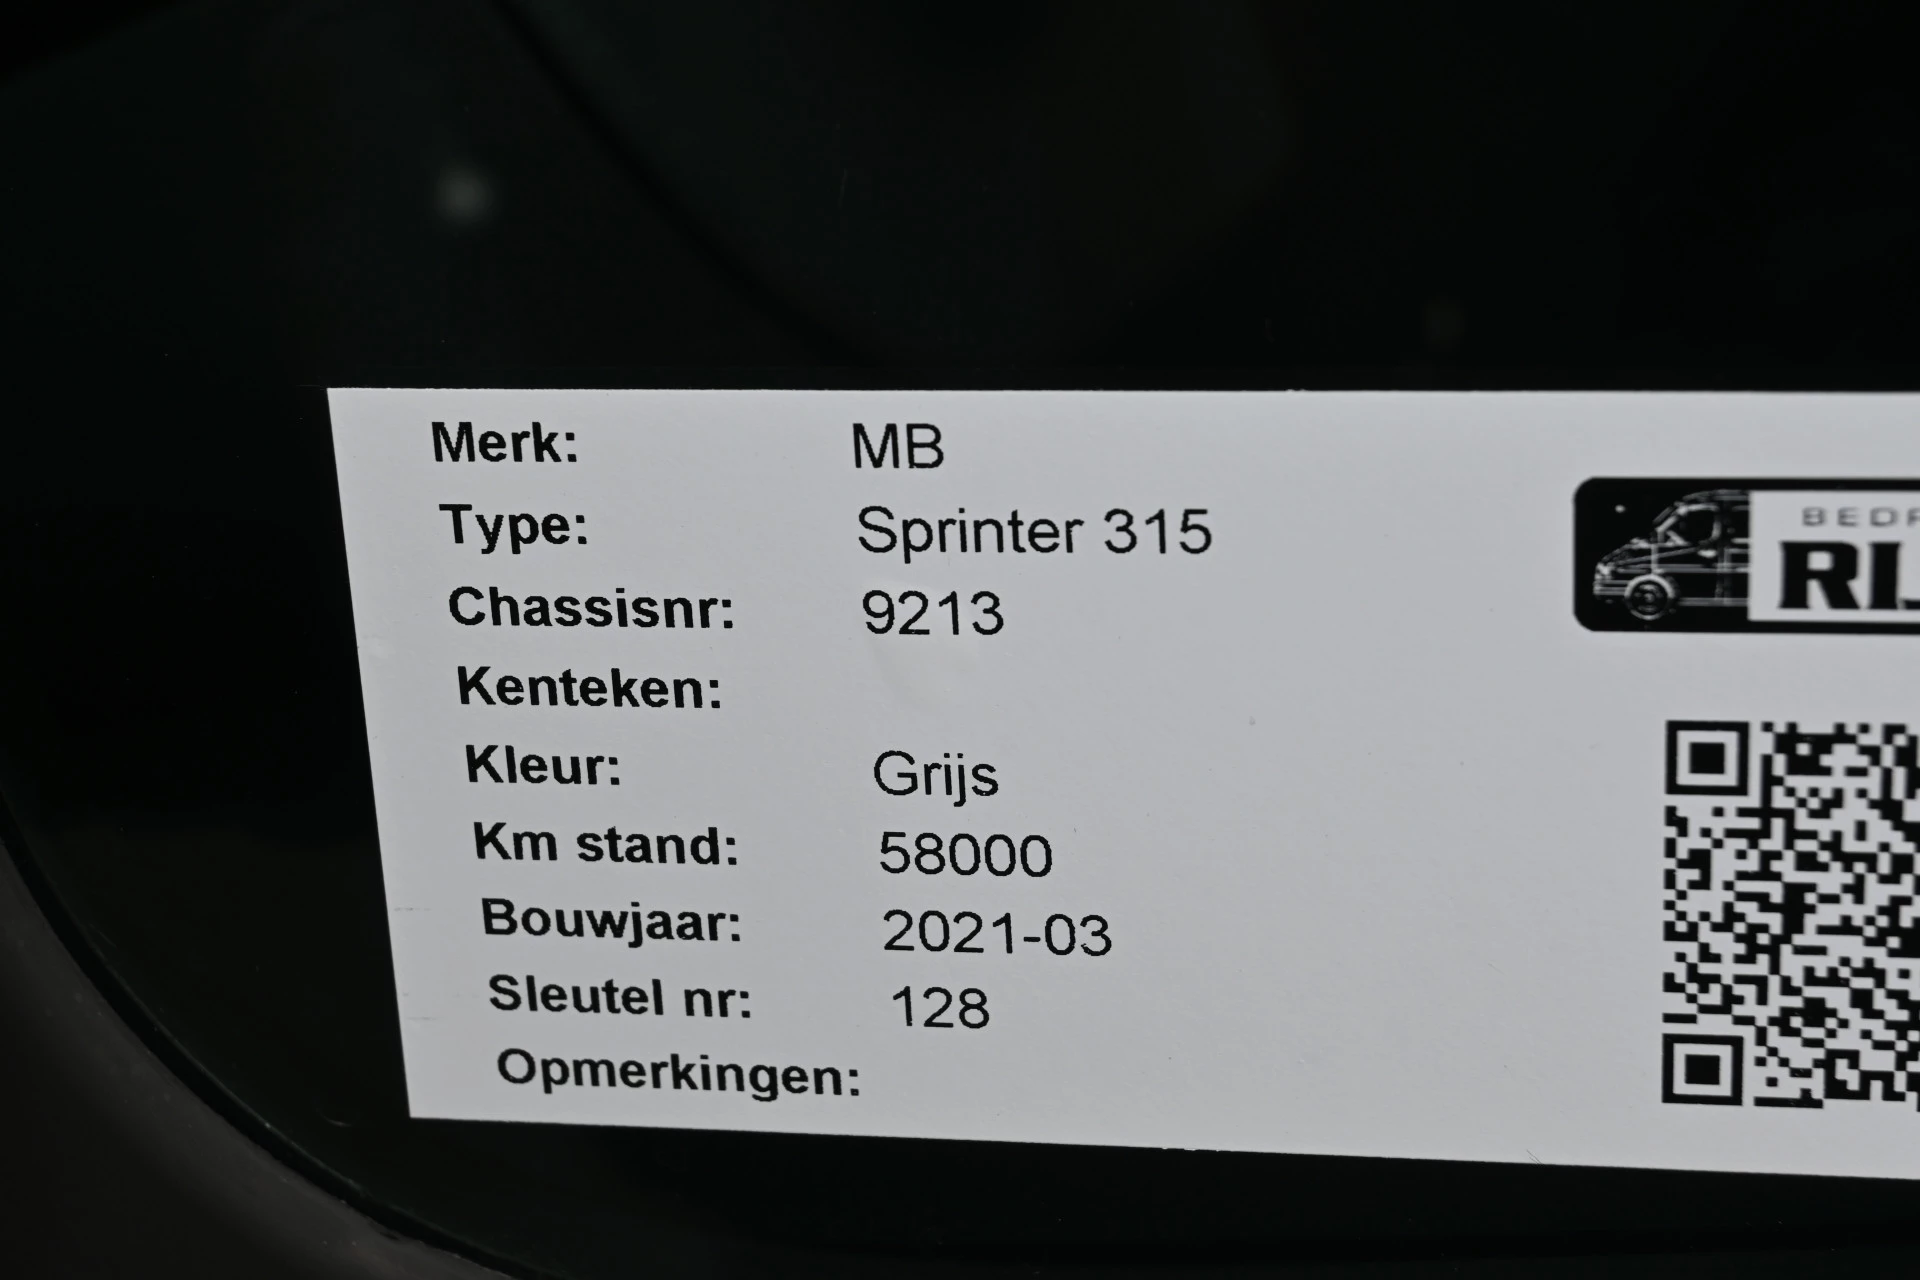 Merk: MB
Type: Sprinter 315
Chassisnr: 9213
Kenteken:
Kleur: Grijs
Km stand: 58000
Bouwjaar: 2021-03
Sleutel nr: 128
Opmerkingen: